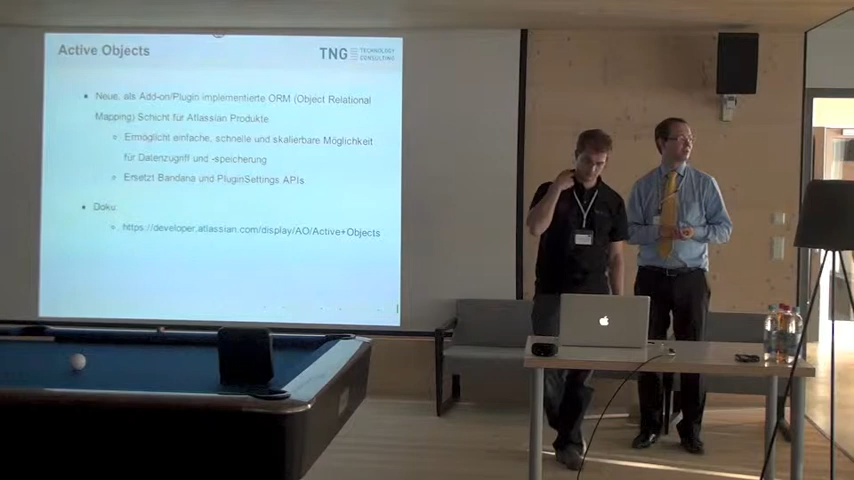 Active Objects
TNG TECHNOLOGY
CONSULTING
Neue, als Add-on/Plugin implementierte ORM (Object Relational
Mapping) Schicht für Atlassian Produkte
Ermöglicht einfache, schnelle und skalierbare Möglichkeit
für Datenzugriff und -speicherung
Ersetzt Bandana und PluginSettings APIs
Doku:
https://developer.atlassian.com/display/AO/Active+Objects